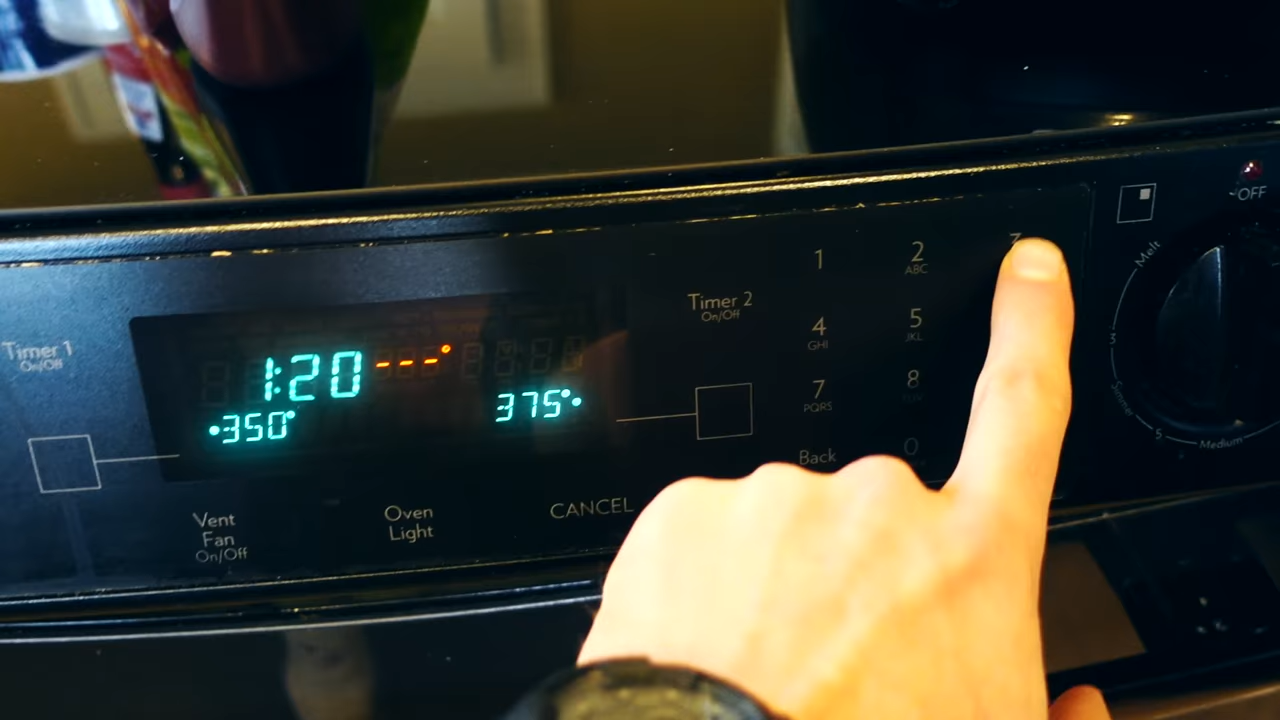 Timer 1
On/Off
1:20 ---°
•350°
375°•
Vent
Fan
On/Off
Oven
Light
CANCEL
Timer 2
On/Off
1
2
ABC
4
GHI
5
JKL
7
PQRS
8
TUV
Back
0
OFF
Melt
3
Simmer
5
Medium